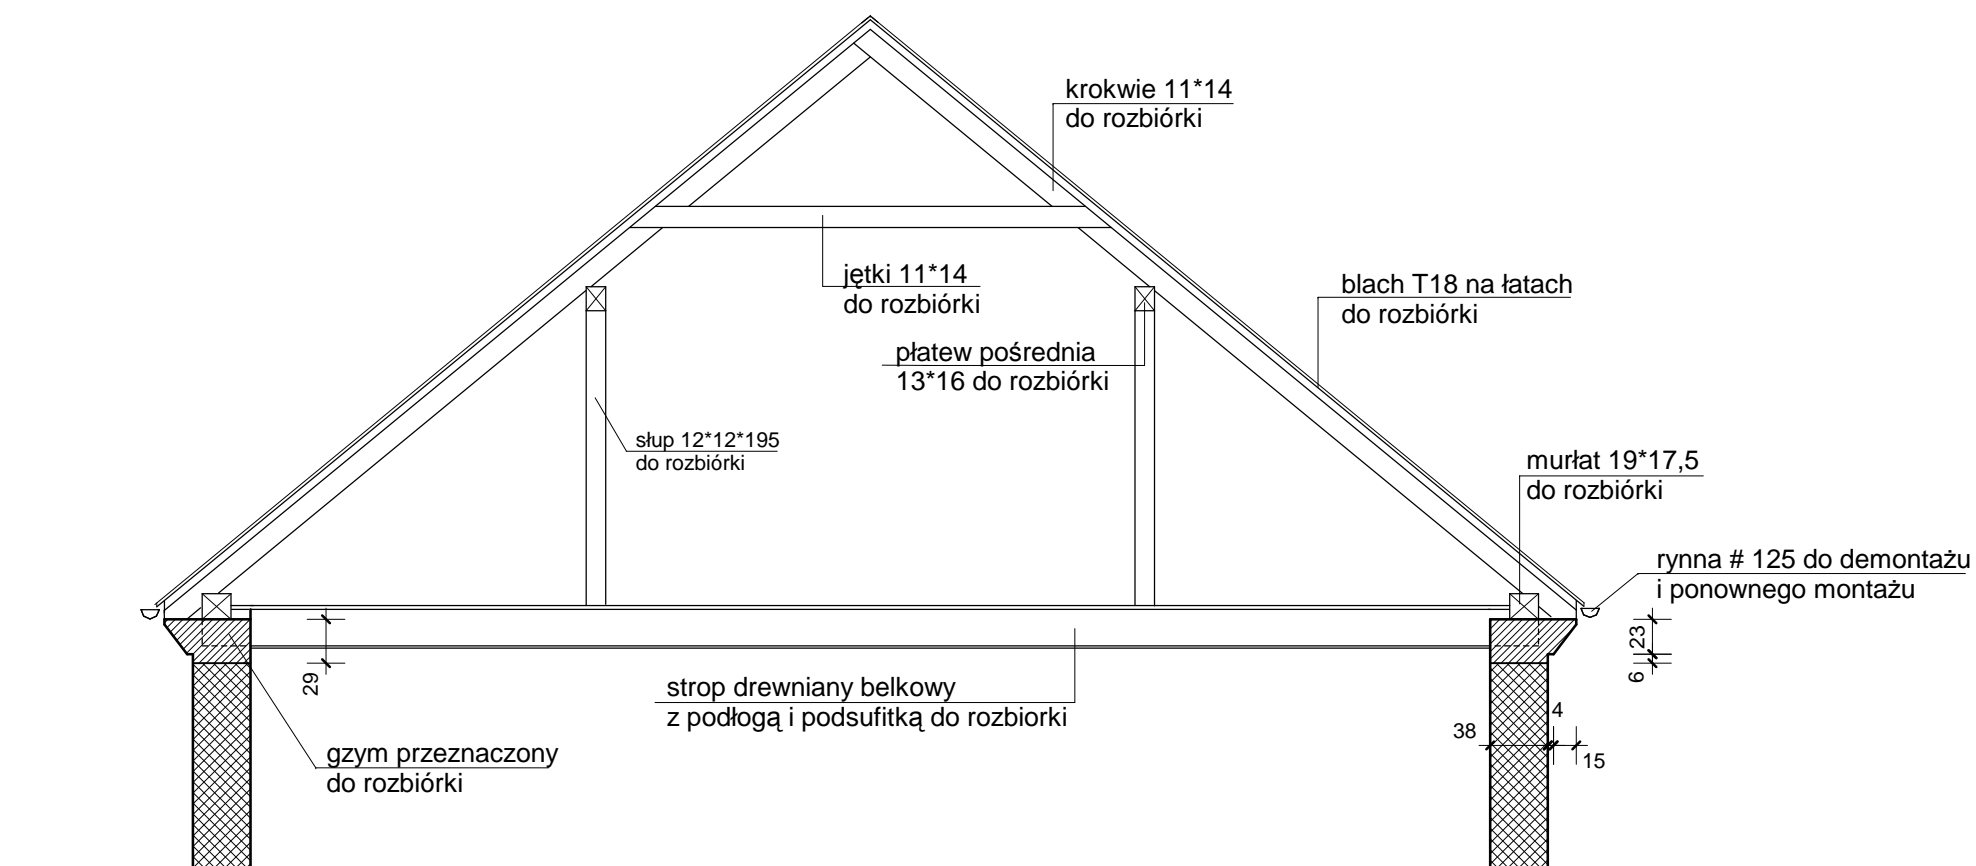 krokwie 11*14
do rozbiórki
jętki 11*14
do rozbiórki
blach T18 na łatach
do rozbiórki
płatew pośrednia
13*16 do rozbiórki
słup 12*12*195
do rozbiórki
murłat 19*17,5
do rozbiórki
rynna # 125 do demontażu
i ponownego montażu
23
6
29
strop drewniany belkowy
z podłogą i podsufitką do rozbiorki
4
38
15
gzym przeznaczony
do rozbiórki